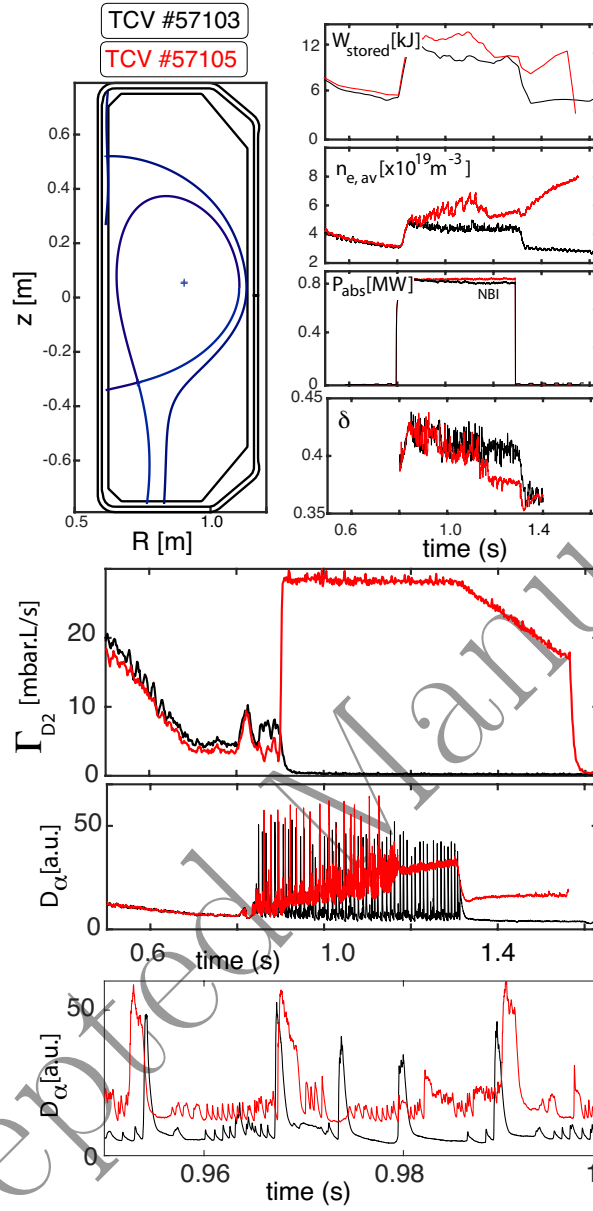 TCV #57103
TCV #57105
0.6
0.4
0.2
0
-0.2
-0.4
-0.6
z [m]
0.5
1.0
R [m]
W_stored[kJ]
12
6
0
n_e,av[x10^19m^-3]
8
6
4
2
P_abs[MW]
NBI
0.8
0.4
0
δ
0.45
0.4
0.35
0.6
1.0
1.4
time (s)
Γ_D2 [mbar.L/s]
20
10
0
D_α[a.u.]
50
0
0.6
1.0
1.4
time (s)
D_α[a.u.]
50
0
0.96
0.98
1
time (s)
epted Manu